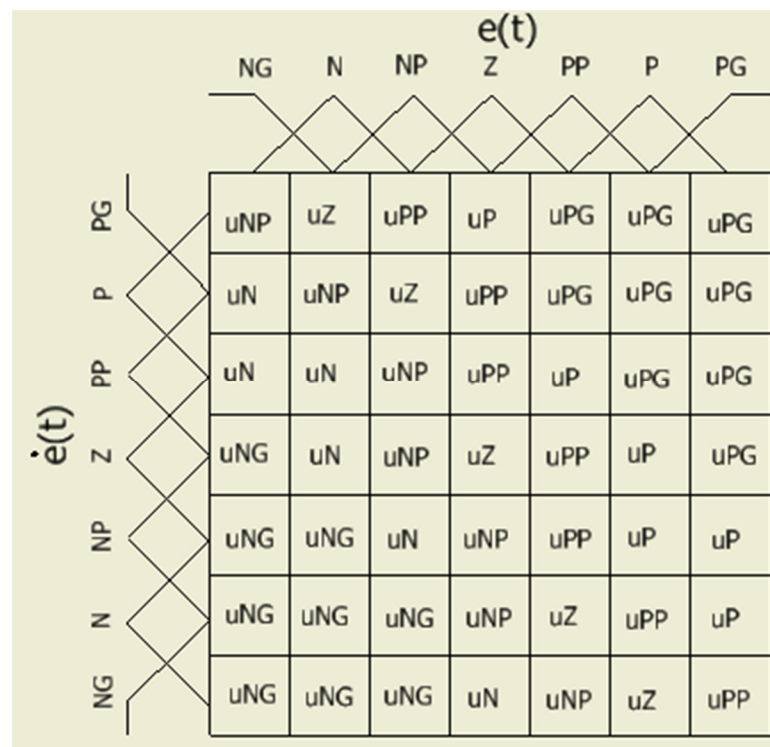 e(t)
NG N NP Z PP P PG
PG uNP uZ uPP uP uPG uPG uPG
P uN uNP uZ uPP uPG uPG uPG
PP uN uN uNP uPP uP uPG uPG
ė(t)
Z uNG uN uNP uZ uPP uP uPG
NP uNG uNG uN uNP uPP uP uP
N uNG uNG uNG uNP uZ uPP uP
NG uNG uNG uNG uN uNP uZ uPP